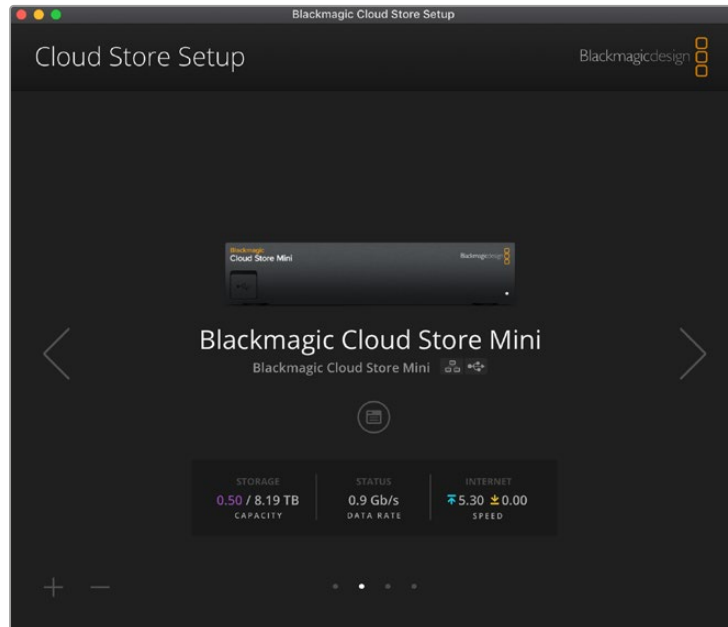 Blackmagic Cloud Store Setup
Cloud Store Setup
Blackmagicdesign
Blackmagic
Cloud Store Mini
Blackmagicdesign
Blackmagic Cloud Store Mini
Blackmagic Cloud Store Mini
STORAGE STATUS INTERNET
0.50 / 8.19 TB 0.9 Gb/s 5.30 0.00
CAPACITY DATA RATE SPEED